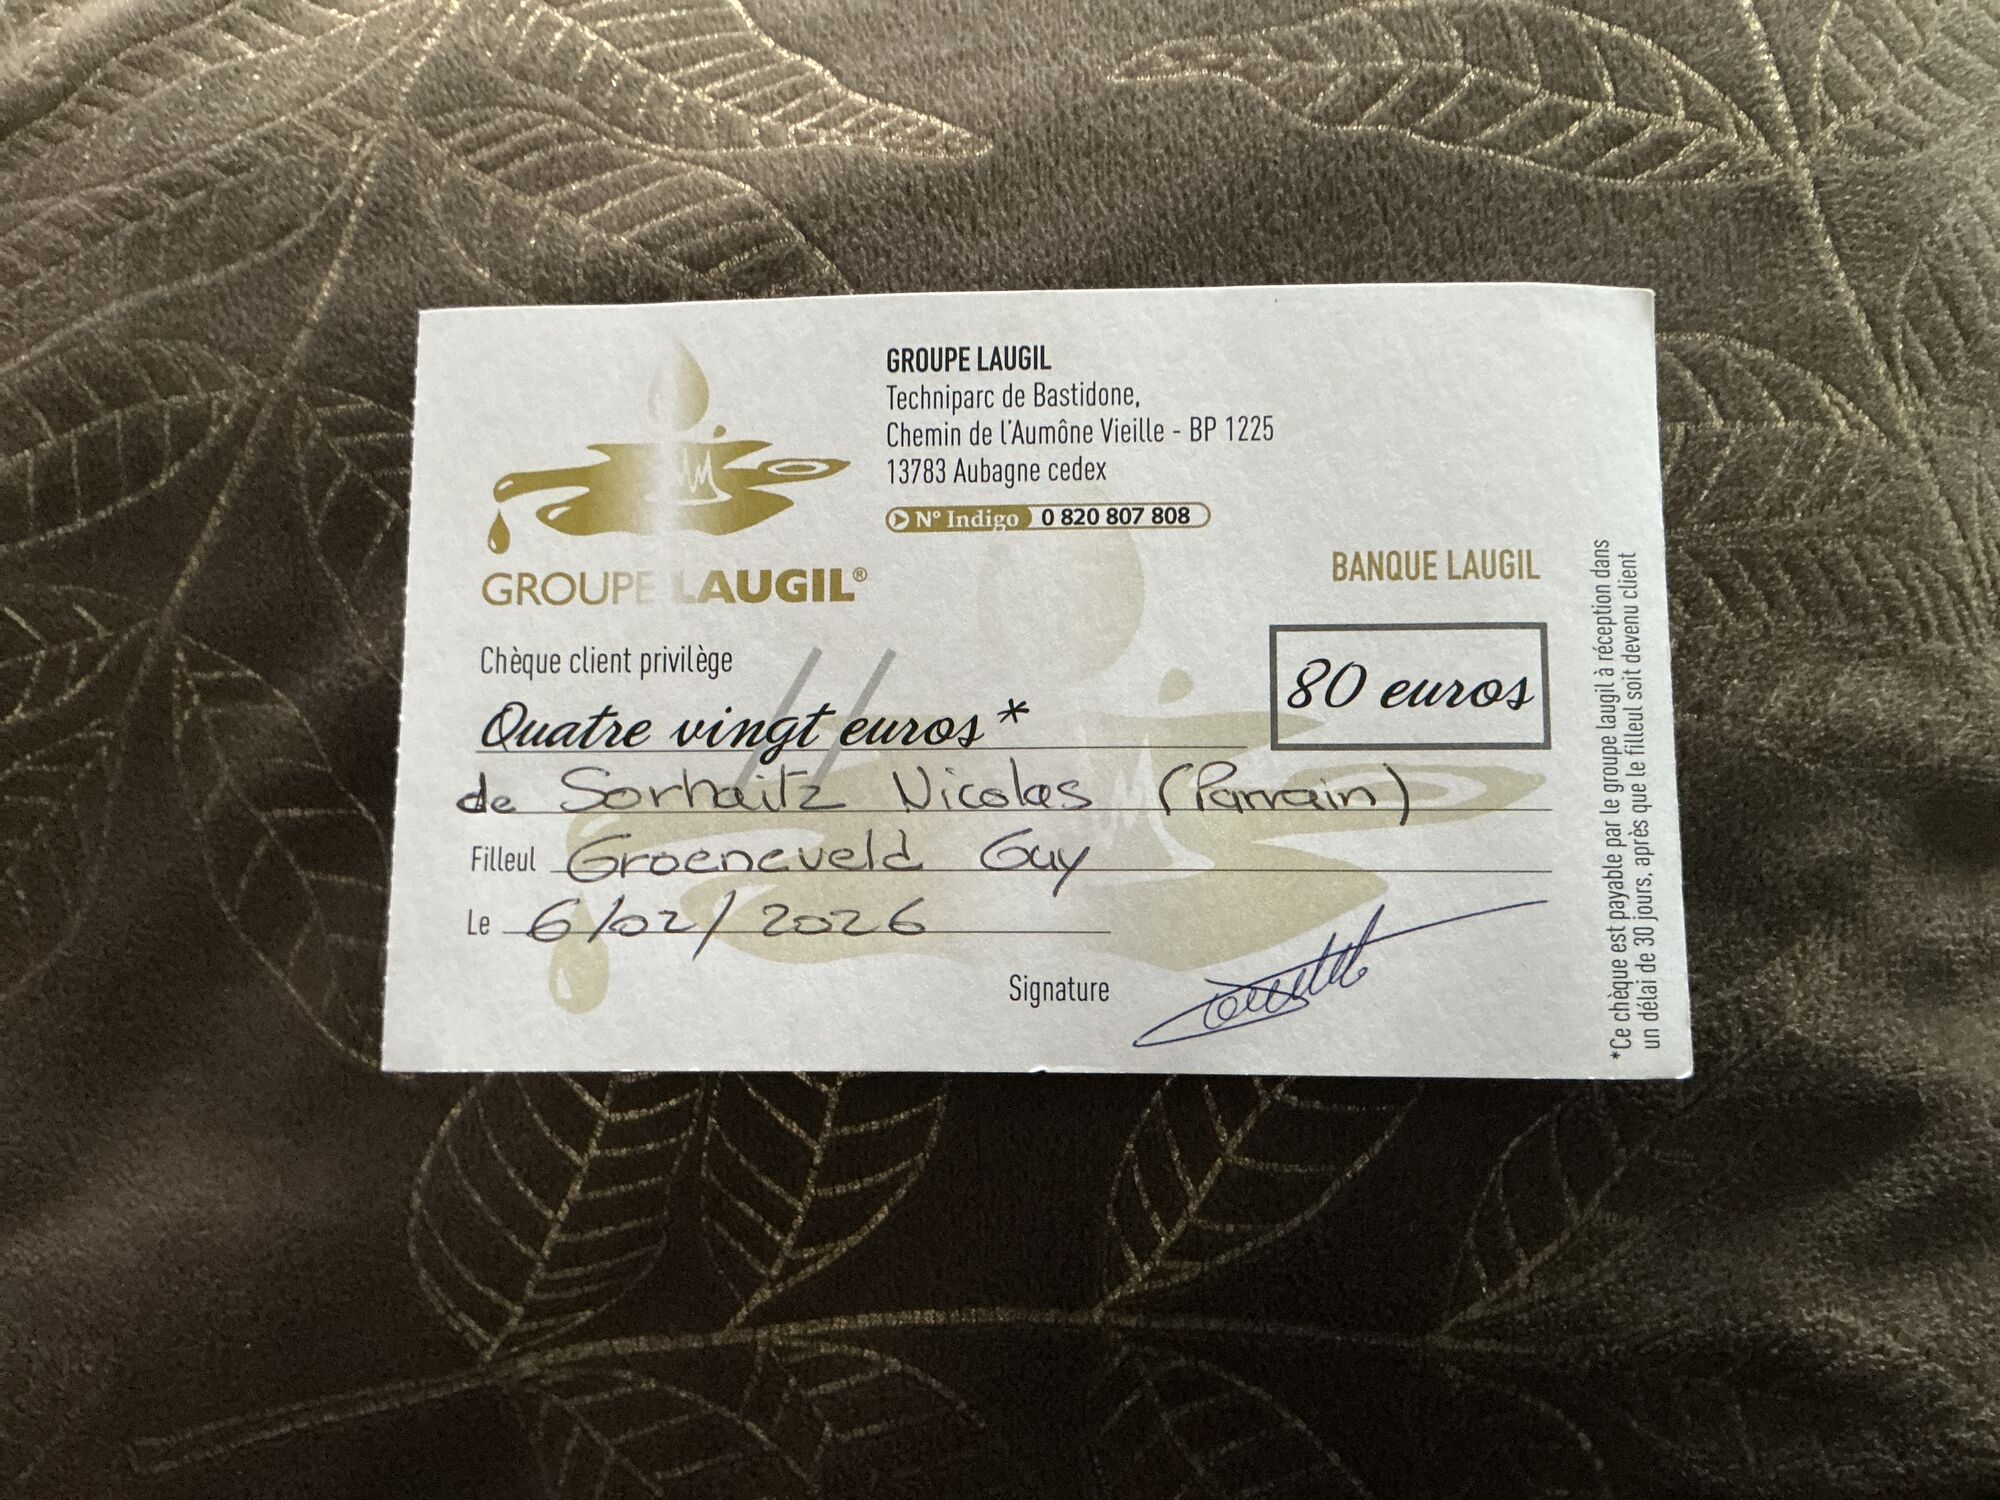 GROUPE LAUGIL
Techniparc de Bastidone,
Chemin de l'Aumône Vieille - BP 1225
13783 Aubagne cedex
N° Indigo 0 820 807 808
GROUPE LAUGIL®
BANQUE LAUGIL
Chèque client privilège
Quatre vingt euros*
80 euros
de Sorhaitz Nicolas (Parrain)
Filleul Groeneveld Guy
Le 6/02/2026
Signature
*Ce chèque est payable par le groupe laugil à réception dans
un délai de 30 jours, après que le filleul soit devenu client